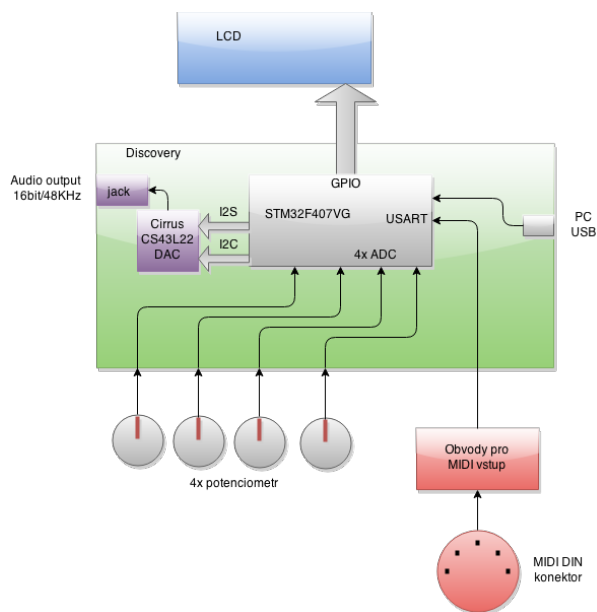 LCD
Discovery
Audio output
16bit/48KHz
jack
GPIO
I2S
STM32F407VG
USART
PC
USB
Cirrus
CS43L22
DAC
I2C
4x ADC
4x potenciometr
Obvody pro
MIDI vstup
MIDI DIN
konektor